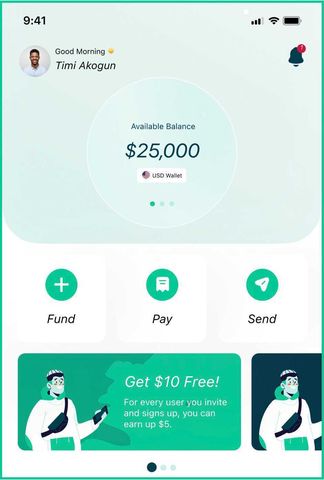 9:41
Good Morning
Timi Akogun
Available Balance
$25,000
USD Wallet
Fund
Pay
Send
Get $10 Free!
For every user you invite
and signs up, you can
earn up $5.